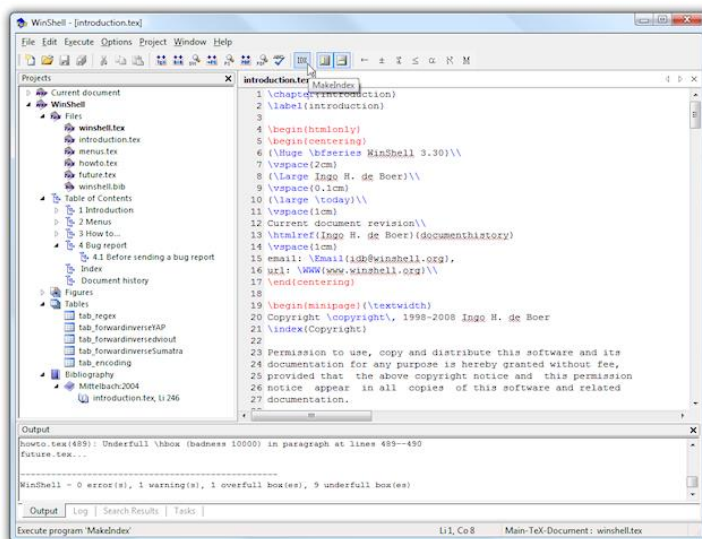 WinShell - [introduction.tex]
File Edit Execute Options Project Window Help
Projects
Current document
WinShell
Files
winshell.tex
introduction.tex
menus.tex
howto.tex
future.tex
winshell.bib
Table of Contents
1 Introduction
2 Menus
3 How to...
4 Bug report
4.1 Before sending a bug report
Index
Document history
Figures
Tables
tab_regex
tab_forwardinverseYAP
tab_forwardinversedviout
tab_forwardinverseSumatra
tab_encoding
Bibliography
Mittelbach:2004
introduction.tex, Li 246
introduction.tex
MakeIndex
1 \chapter{introduction}
2 \label{introduction}
3
4 \begin{htmlonly}
5 \begin{centering}
6 {\Huge \bfseries WinShell 3.30}\\
7 \vspace{2cm}
8 {\Large Ingo H. de Boer}\\
9 \vspace{0.1cm}
10 {\large \today}\\
11 \vspace{1cm}
12 Current document revision\\
13 \htmlref{Ingo H. de Boer}{documenthistory}
14 \vspace{1cm}
15 email: \Email{idb@winshell.org},
16 url: \WWW{www.winshell.org}\\
17 \end{centering}
18
19 \begin{minipage}{\textwidth}
20 Copyright \copyright\, 1998-2008 Ingo H. de Boer
21 \index{Copyright}
22
23 Permission to use, copy and distribute this software and its
24 documentation for any purpose is hereby granted without fee,
25 provided that the above copyright notice and this permission
26 notice appear in all copies of this software and related
27 documentation.
Output
howto.tex(489): Underfull \hbox (badness 10000) in paragraph at lines 489--490
future.tex...
WinShell - 0 error(s), 1 warning(s), 1 overfull box(es), 9 underfull box(es)
Output Log Search Results Tasks
Execute program 'MakeIndex' Li 1, Co 8 Main-TeX-Document : winshell.tex